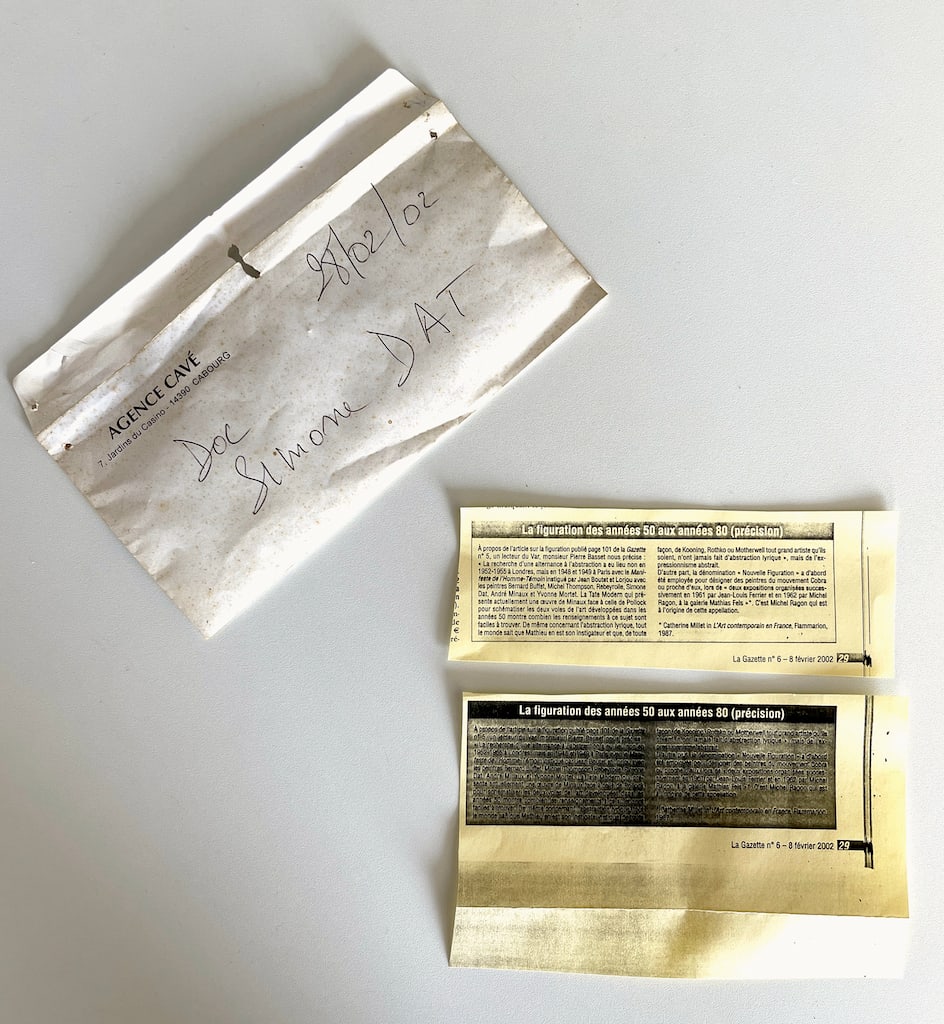 28/02/02
AGENCE CAVÉ
7, Jardins du Casino - 14390 CABOURG
Doc
Simone DAT
La figuration des années 50 aux années 80 (précision)
À propos de l'article sur la figuration publié page 101 de la Gazette
n° 5, un lecteur du Var, monsieur Pierre Basset nous précise :
« La recherche d'une alternance à l'abstraction a eu lieu non en
1952-1955 à Londres, mais en 1948 et 1949 à Paris avec le Mani-
feste de l'Homme-Témoin instigué par Jean Boutet et Lorjou avec
les peintres Bernard Buffet, Michel Thompson, Rebeyrolle, Simone
Dat, André Minaux et Yvonne Mortet. La Tate Modern qui pré-
sente actuellement une œuvre de Minaux face à celle de Pollock
pour schématiser les deux voies de l'art développées dans les
années 50 montre combien les renseignements à ce sujet sont
faciles à trouver. De même concernant l'abstraction lyrique, tout
le monde sait que Mathieu en est son instigateur et que, de toute
façon, de Kooning, Rothko ou Motherwell tout grand artiste qu'ils
soient, n'ont jamais fait d'abstraction lyrique », mais de l'ex-
pressionnisme abstrait.
D'autre part, la dénomination « Nouvelle Figuration » a d'abord
été employée pour désigner des peintres du mouvement Cobra
ou proche d'eux, lors de « deux expositions organisées succes-
sivement en 1961 par Jean-Louis Ferrier et en 1962 par Michel
Ragon, à la galerie Mathias Fels »*. C'est Michel Ragon qui est
à l'origine de cette appellation.
* Catherine Millet in L'Art contemporain en France, Flammarion,
1987.
La Gazette n° 6 – 8 février 2002 29
La figuration des années 50 aux années 80 (précision)
Catherine Millet in L'Art contemporain en France, Flammarion,
La Gazette n° 6 – 8 février 2002 29